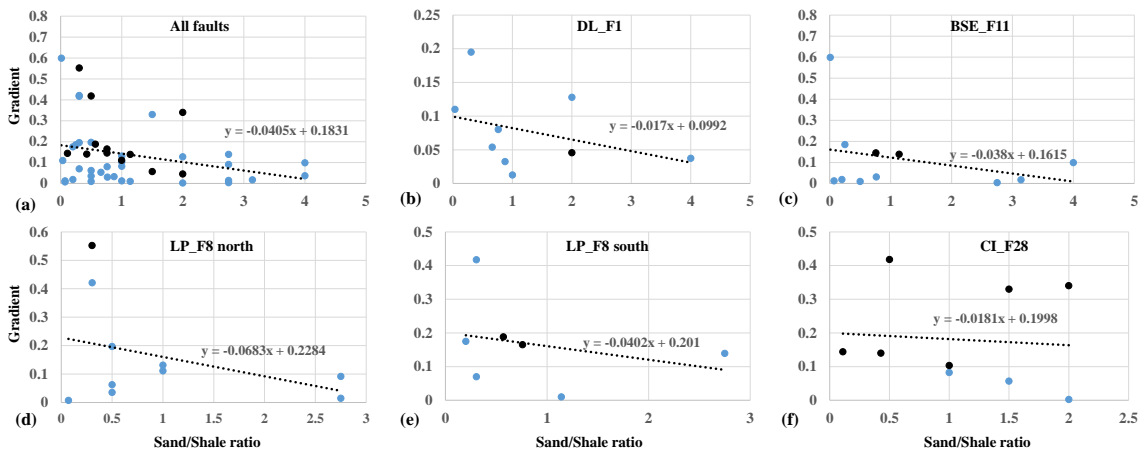 All faults
Gradient
0.8
0.7
0.6
0.5
0.4
0.3
0.2
0.1
0
y = -0.0405x + 0.1831
0 1 2 3 4 5
(a)
DL_F1
0.25
0.2
0.15
0.1
0.05
0
y = -0.017x + 0.0992
0 1 2 3 4 5
(b)
BSE_F11
0.8
0.7
0.6
0.5
0.4
0.3
0.2
0.1
0
y = -0.038x + 0.1615
0 1 2 3 4 5
(c)
LP_F8 north
Gradient
0.6
0.5
0.4
0.3
0.2
0.1
0
y = -0.0683x + 0.2284
0 0.5 1 1.5 2 2.5 3
(d)
Sand/Shale ratio
LP_F8 south
0.5
0.4
0.3
0.2
0.1
0
y = -0.0402x + 0.201
0 1 2 3
(e)
Sand/Shale ratio
CI_F28
0.5
0.4
0.3
0.2
0.1
0
y = -0.0181x + 0.1998
0 0.5 1 1.5 2 2.5
(f)
Sand/Shale ratio